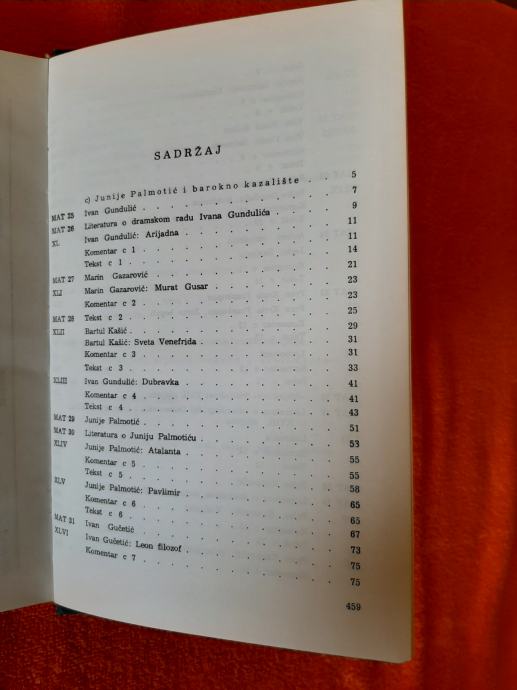 SADRŽAJ
c) Junije Palmotić i barokno kazalište . . 5
MAT 25 Ivan Gundulić . . . . . . . . . 7
MAT 26 Literatura o dramskom radu Ivana Gundulića . . 9
XL Ivan Gundulić: Arijadna . . . . . . . 11
Komentar c 1 . . . . . . . . . 11
Tekst c 1 . . . . . . . . . . 14
MAT 27 Marin Gazarović . . . . . . . . 21
XLI Marin Gazarović: Murat Gusar . . . . . 23
Komentar c 2 . . . . . . . . . 23
Tekst c 2 . . . . . . . . . . 25
MAT 28 Bartul Kašić . . . . . . . . . 29
XLII Bartul Kašić: Sveta Venefrida . . . . . . 31
Komentar c 3 . . . . . . . . . 31
Tekst c 3 . . . . . . . . . . 33
XLIII Ivan Gundulić: Dubravka . . . . . . . 41
Komentar c 4 . . . . . . . . . 41
Tekst c 4 . . . . . . . . . . 43
MAT 29 Junije Palmotić . . . . . . . . . 51
MAT 30 Literatura o Juniju Palmotiću . . . . . . 53
XLIV Junije Palmotić: Atalanta . . . . . . . 55
Komentar c 5 . . . . . . . . . 55
Tekst c 5 . . . . . . . . . . 58
XLV Junije Palmotić: Pavlimir . . . . . . . 65
Komentar c 6 . . . . . . . . . 65
Tekst c 6 . . . . . . . . . . 67
MAT 31 Ivan Gučetić . . . . . . . . . 73
XLVI Ivan Gučetić: Leon filozof . . . . . . . 75
Komentar c 7 . . . . . . . . . 75
459